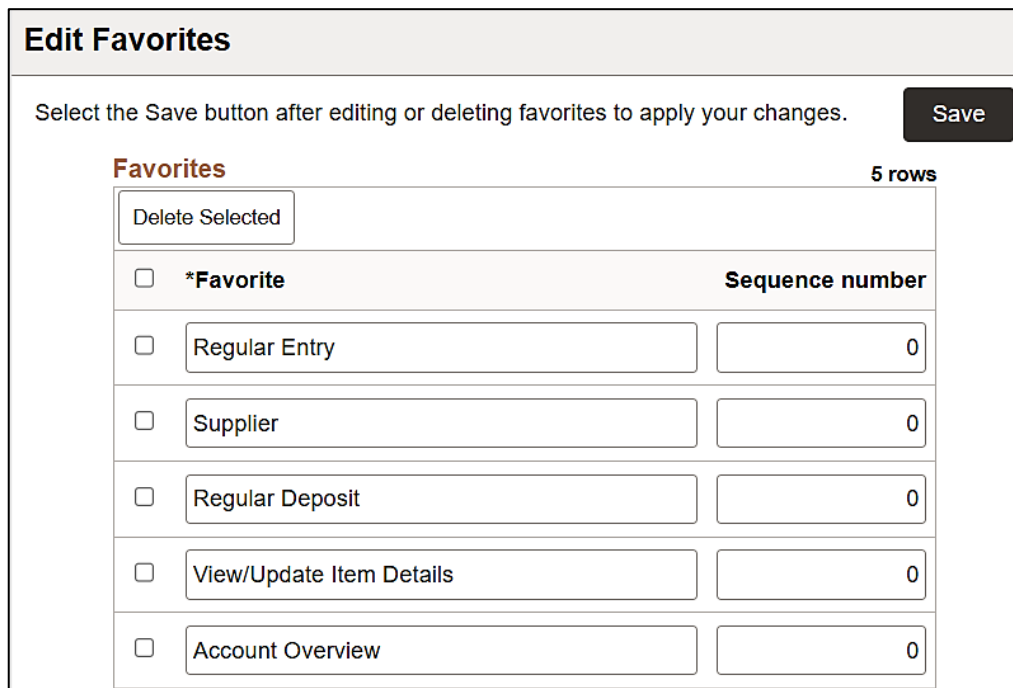 Edit Favorites
Select the Save button after editing or deleting favorites to apply your changes. Save
Favorites 5 rows
Delete Selected
*Favorite Sequence number
Regular Entry 0
Supplier 0
Regular Deposit 0
View/Update Item Details 0
Account Overview 0